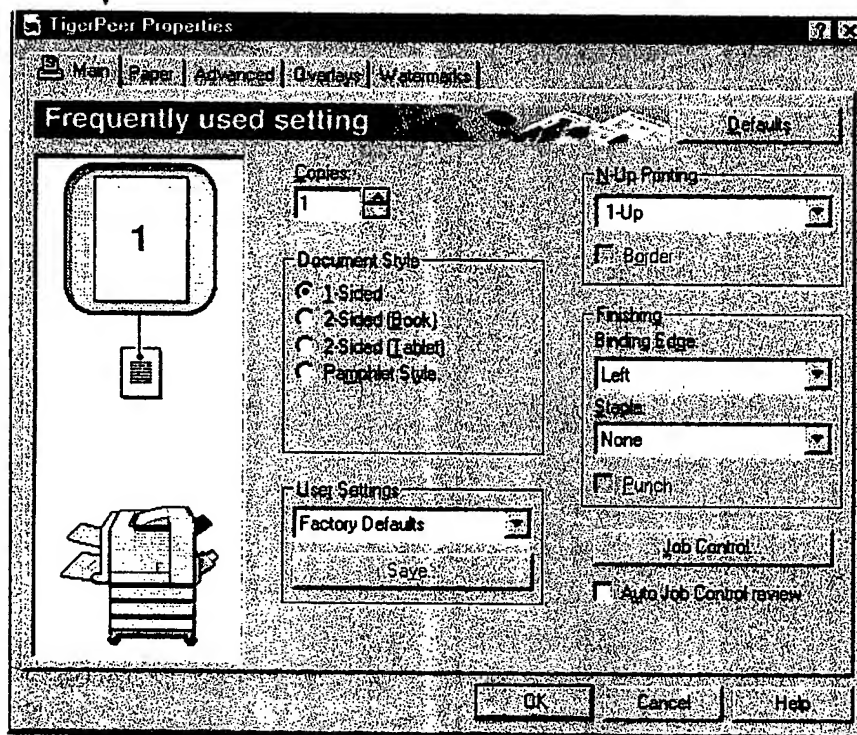 TigerPeer Properties
Main Paper Advanced Overlays Watermarks
Frequently used setting
Defaults
1
Copies:
1
Document Style
1-Sided
2-Sided (Book)
2-Sided (Tablet)
Pamphlet Style
User Settings
Factory Defaults
Save
N-Up Printing
1-Up
Border
Finishing
Binding Edge:
Left
Staple:
None
Punch
Job Control...
Auto Job Control review
OK Cancel Help